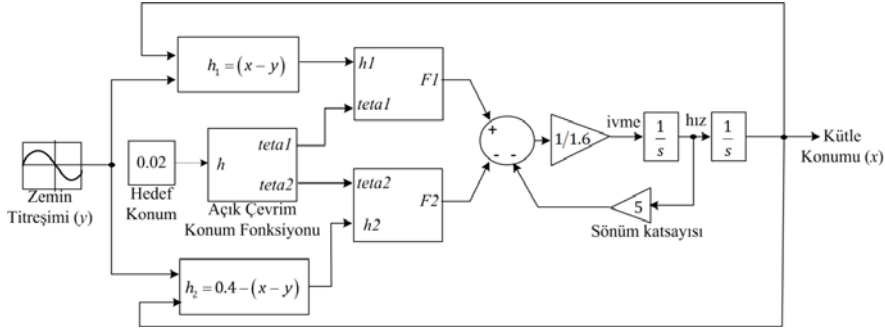 h₁ = (x − y)
h1
F1
teta1
0.02
h
teta1
teta2
Zemin
Titreşimi (y)
Hedef
Konum
Açık Çevrim
Konum Fonksiyonu
teta2
F2
h2
h₂ = 0.4 − (x − y)
+
- -
1/1.6
ivme
1/s
hız
1/s
Kütle
Konumu (x)
5
Sönüm katsayısı